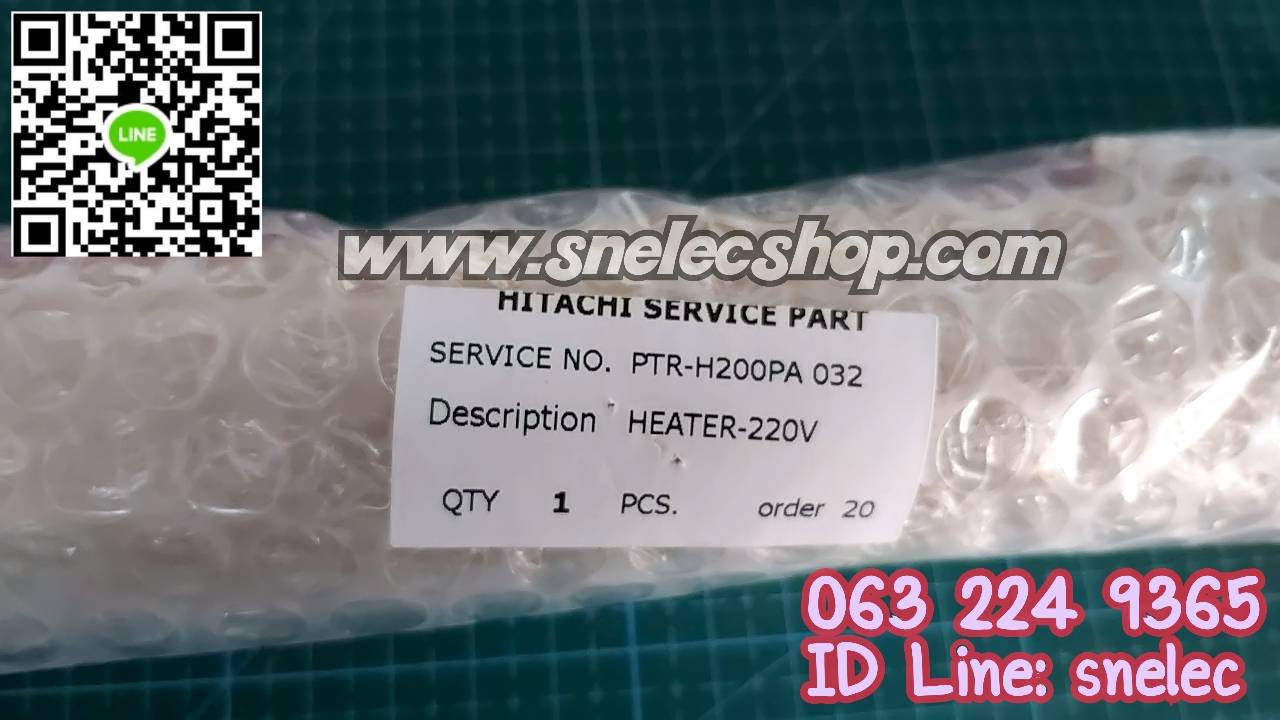 LINE
www.snelecshop.com
HITACHI SERVICE PART
SERVICE NO. PTR-H200PA 032
Description HEATER-220V
QTY 1 PCS. order 20
063 224 9365
ID Line: snelec